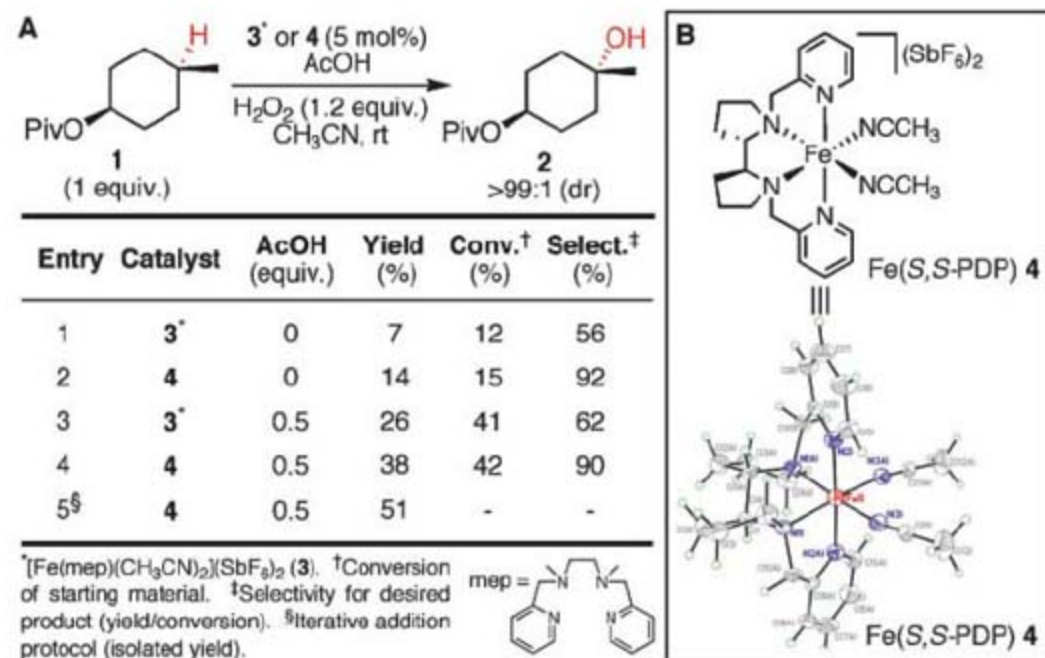 A
H
3* or 4 (5 mol%)
AcOH
H2O2 (1.2 equiv.)
CH3CN, rt
PivO
1
(1 equiv.)
OH
PivO
2
>99:1 (dr)
Entry Catalyst AcOH (equiv.) Yield (%) Conv.† (%) Select.‡ (%)
1 3* 0 7 12 56
2 4 0 14 15 92
3 3* 0.5 26 41 62
4 4 0.5 38 42 90
5§ 4 0.5 51 - -
*[Fe(mep)(CH3CN)2](SbF6)2 (3). †Conversion
of starting material. ‡Selectivity for desired
product (yield/conversion). §Iterative addition
protocol (isolated yield).
mep =
N N
N N
B
(SbF6)2
N
N NCCH3
Fe
N NCCH3
N
Fe(S,S-PDP) 4
Fe(S,S-PDP) 4